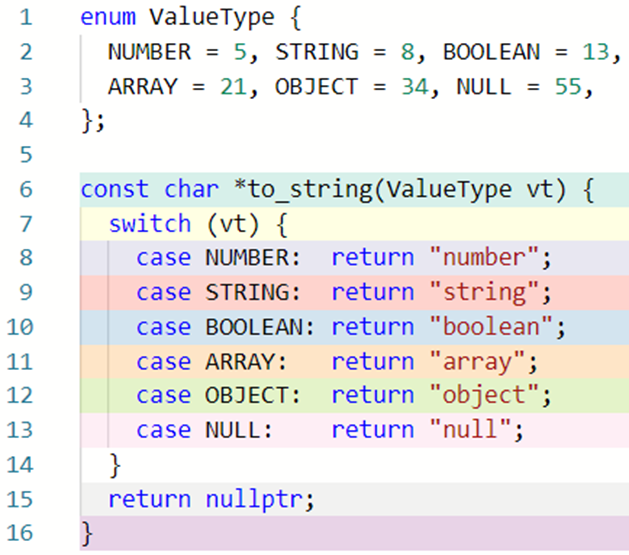 1 enum ValueType {
2   NUMBER = 5, STRING = 8, BOOLEAN = 13,
3   ARRAY = 21, OBJECT = 34, NULL = 55,
4 };
5
6 const char *to_string(ValueType vt) {
7   switch (vt) {
8     case NUMBER:  return "number";
9     case STRING:  return "string";
10     case BOOLEAN: return "boolean";
11     case ARRAY:   return "array";
12     case OBJECT:  return "object";
13     case NULL:    return "null";
14   }
15   return nullptr;
16 }